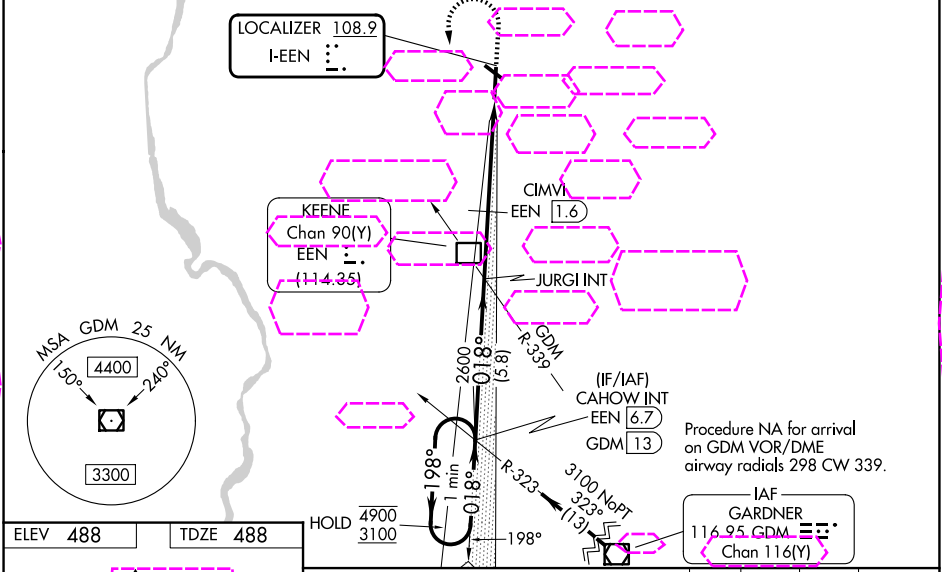 LOCALIZER 108.9
I-EEN
CIMVI
EEN 1.6
KEENE
Chan 90(Y)
EEN
(114.35)
JURGI INT
GDM
R-339
MSA GDM 25 NM
150°
4400
240°
3300
2600
018°
(5.8)
(IF/IAF)
CAHOW INT
EEN 6.7
GDM 13
Procedure NA for arrival
on GDM VOR/DME
airway radials 298 CW 339.
198°
1 min
018°
R-323
3100 NoPT
323°
(13)
HOLD 4900
3100
198°
IAF
GARDNER
116.95 GDM
Chan 116(Y)
ELEV 488
TDZE 488